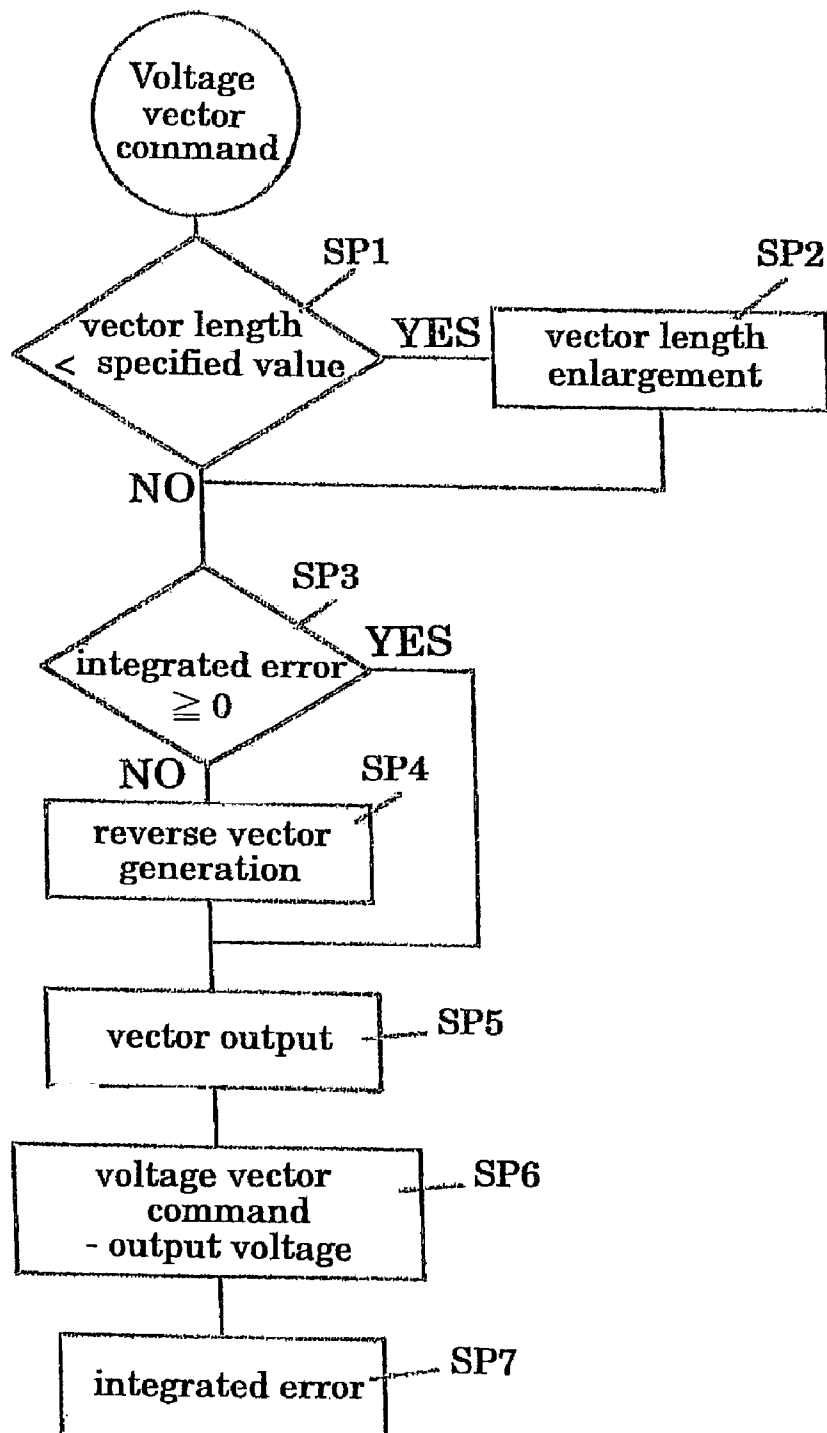 Voltage
vector
command
SP1
SP2
vector length
< specified value
YES
vector length
enlargement
NO
SP3
integrated error
≧ 0
YES
NO
SP4
reverse vector
generation
vector output
SP5
voltage vector
command
- output voltage
SP6
integrated error
SP7